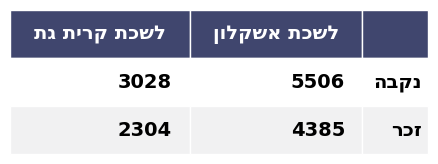 לשכת אשקלון לשכת קרית גת
נקבה 5506 3028
זכר 4385 2304